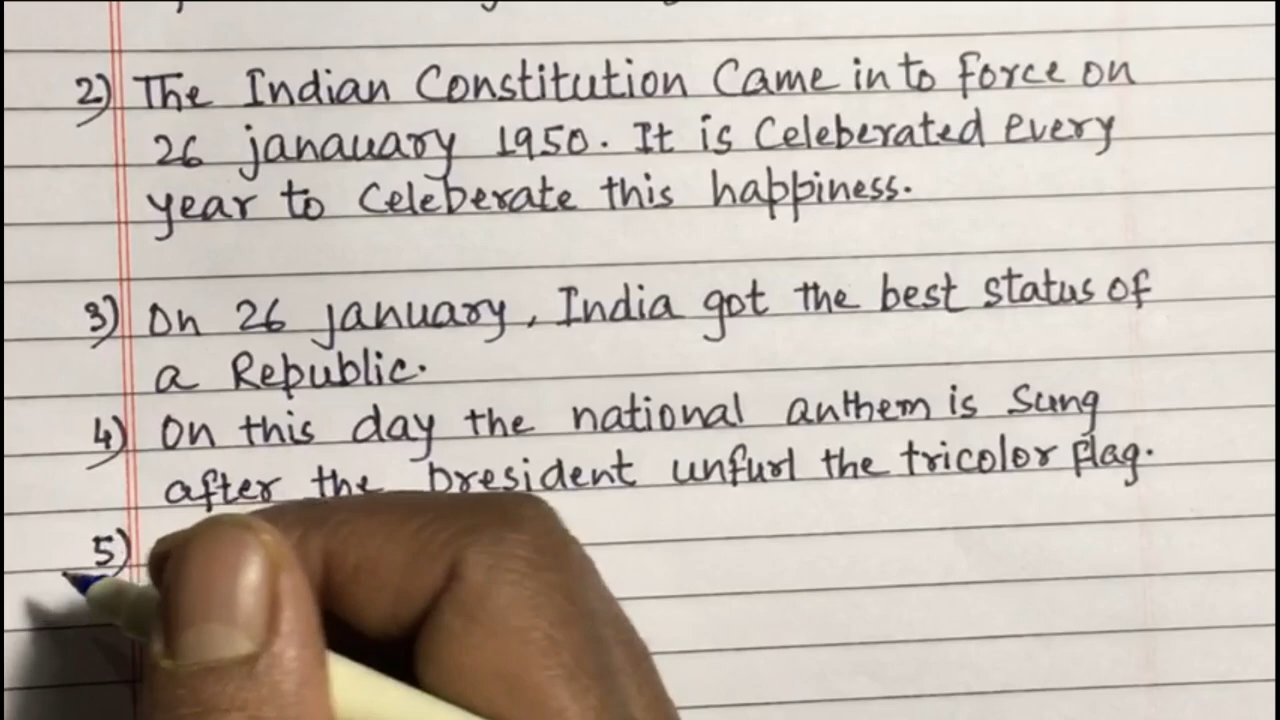 2) The Indian Constitution Came in to force on
26 janauary 1950. It is Celeberated every
year to Celeberate this happiness.
3) On 26 january, India got the best status of
a Republic.
4) On this day the national anthem is Sung
after the president unfurl the tricolor flag.
5)